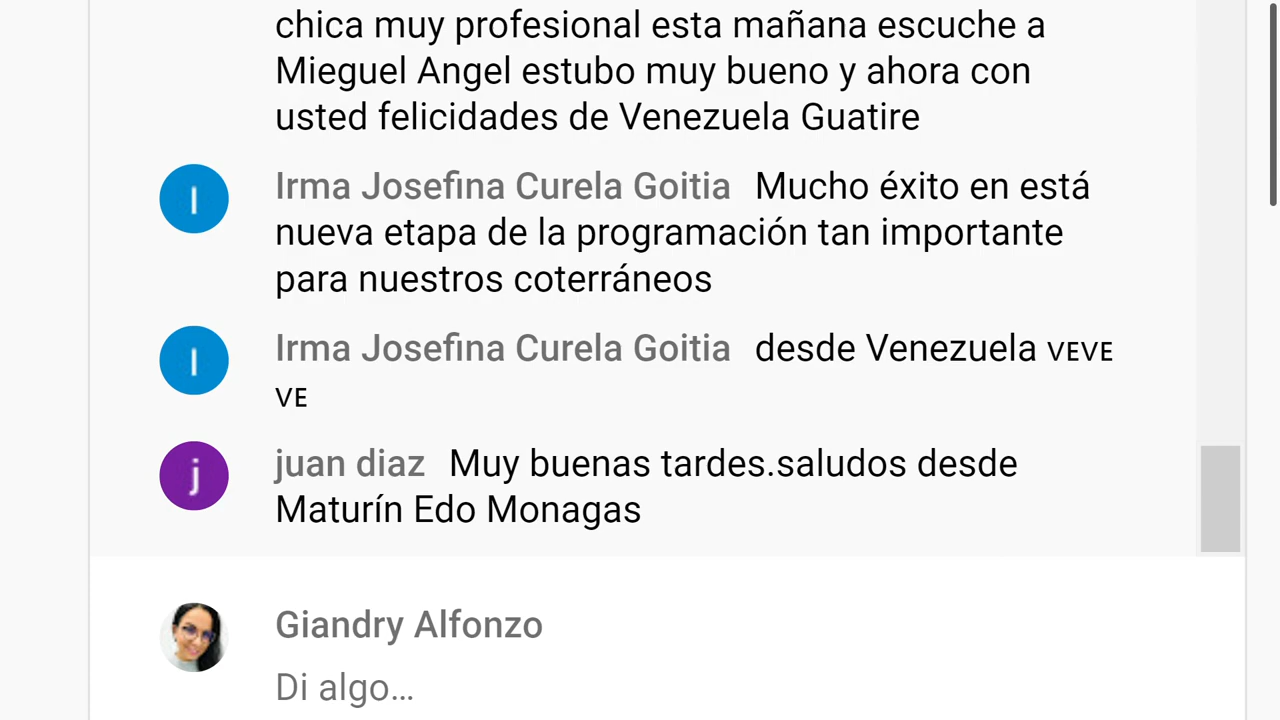 chica muy profesional esta mañana escuche a
Mieguel Angel estubo muy bueno y ahora con
usted felicidades de Venezuela Guatire
I
Irma Josefina Curela Goitia Mucho éxito en está
nueva etapa de la programación tan importante
para nuestros coterráneos
I
Irma Josefina Curela Goitia desde Venezuela VEVE
VE
j
juan diaz Muy buenas tardes.saludos desde
Maturín Edo Monagas
Giandry Alfonzo
Di algo...